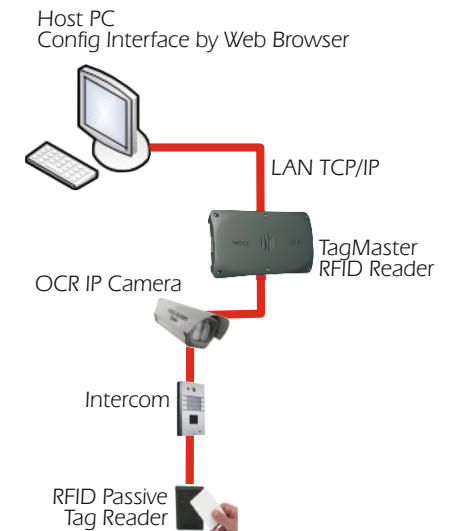 Host PC
Config Interface by Web Browser
LAN TCP/IP
TagMaster
RFID Reader
OCR IP Camera
Intercom
RFID Passive
Tag Reader